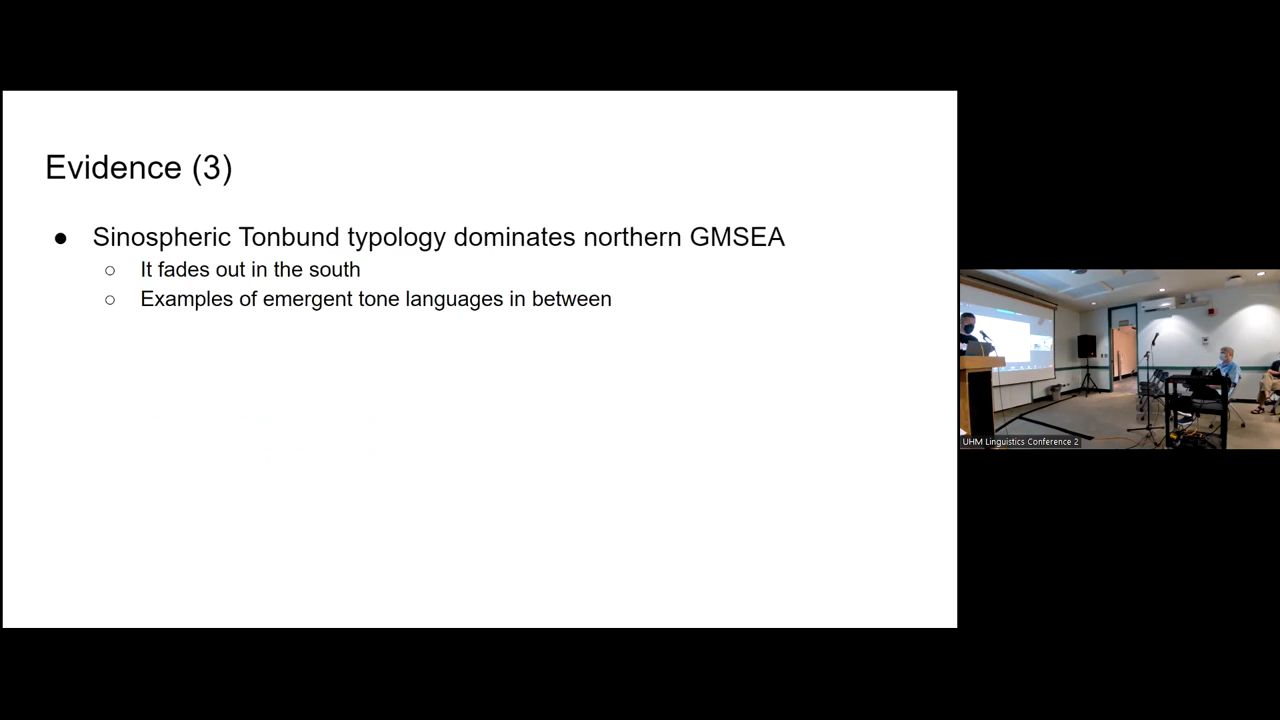 Evidence (3)
● Sinospheric Tonbund typology dominates northern GMSEA
○ It fades out in the south
○ Examples of emergent tone languages in between
UHM Linguistics Conference 2